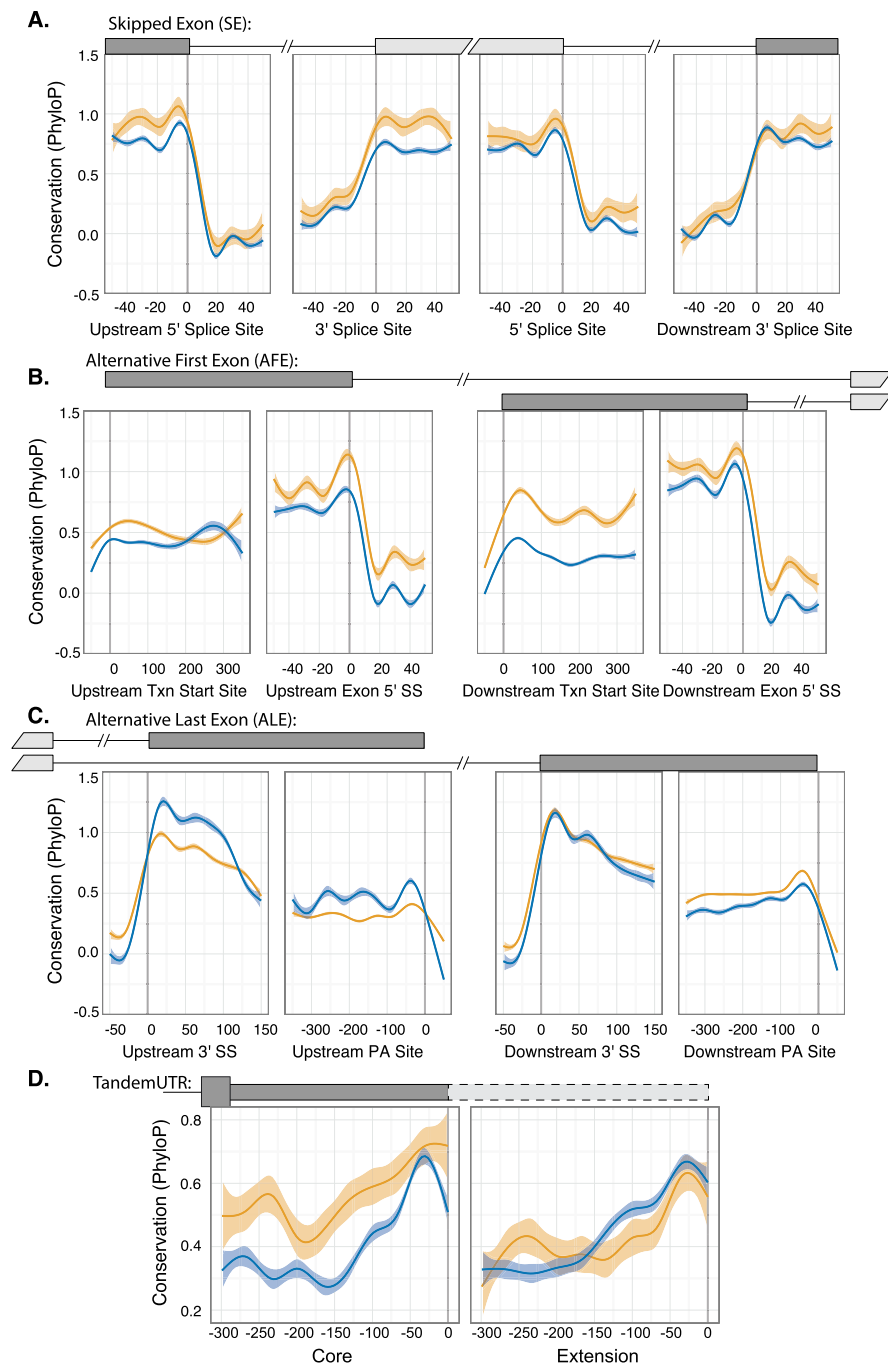 A.
Skipped Exon (SE):
Conservation (PhyloP)
1.5
1.0
0.5
0.0
-0.5
-40 -20 0 20 40
-40 -20 0 20 40
-40 -20 0 20 40
-40 -20 0 20 40
Upstream 5' Splice Site
3' Splice Site
5' Splice Site
Downstream 3' Splice Site
B.
Alternative First Exon (AFE):
Conservation (PhyloP)
1.5
1.0
0.5
0.0
-0.5
0 100 200 300
-40 -20 0 20 40
0 100 200 300
-40 -20 0 20 40
Upstream Txn Start Site
Upstream Exon 5' SS
Downstream Txn Start Site
Downstream Exon 5' SS
C.
Alternative Last Exon (ALE):
Conservation (PhyloP)
1.5
1.0
0.5
0.0
-0.5
-50 0 50 100 150
-300 -200 -100 0
-50 0 50 100 150
-300 -200 -100 0
Upstream 3' SS
Upstream PA Site
Downstream 3' SS
Downstream PA Site
D.
TandemUTR:
Conservation (PhyloP)
0.8
0.6
0.4
0.2
-300 -250 -200 -150 -100 -50 0
-300 -250 -200 -150 -100 -50 0
Core
Extension